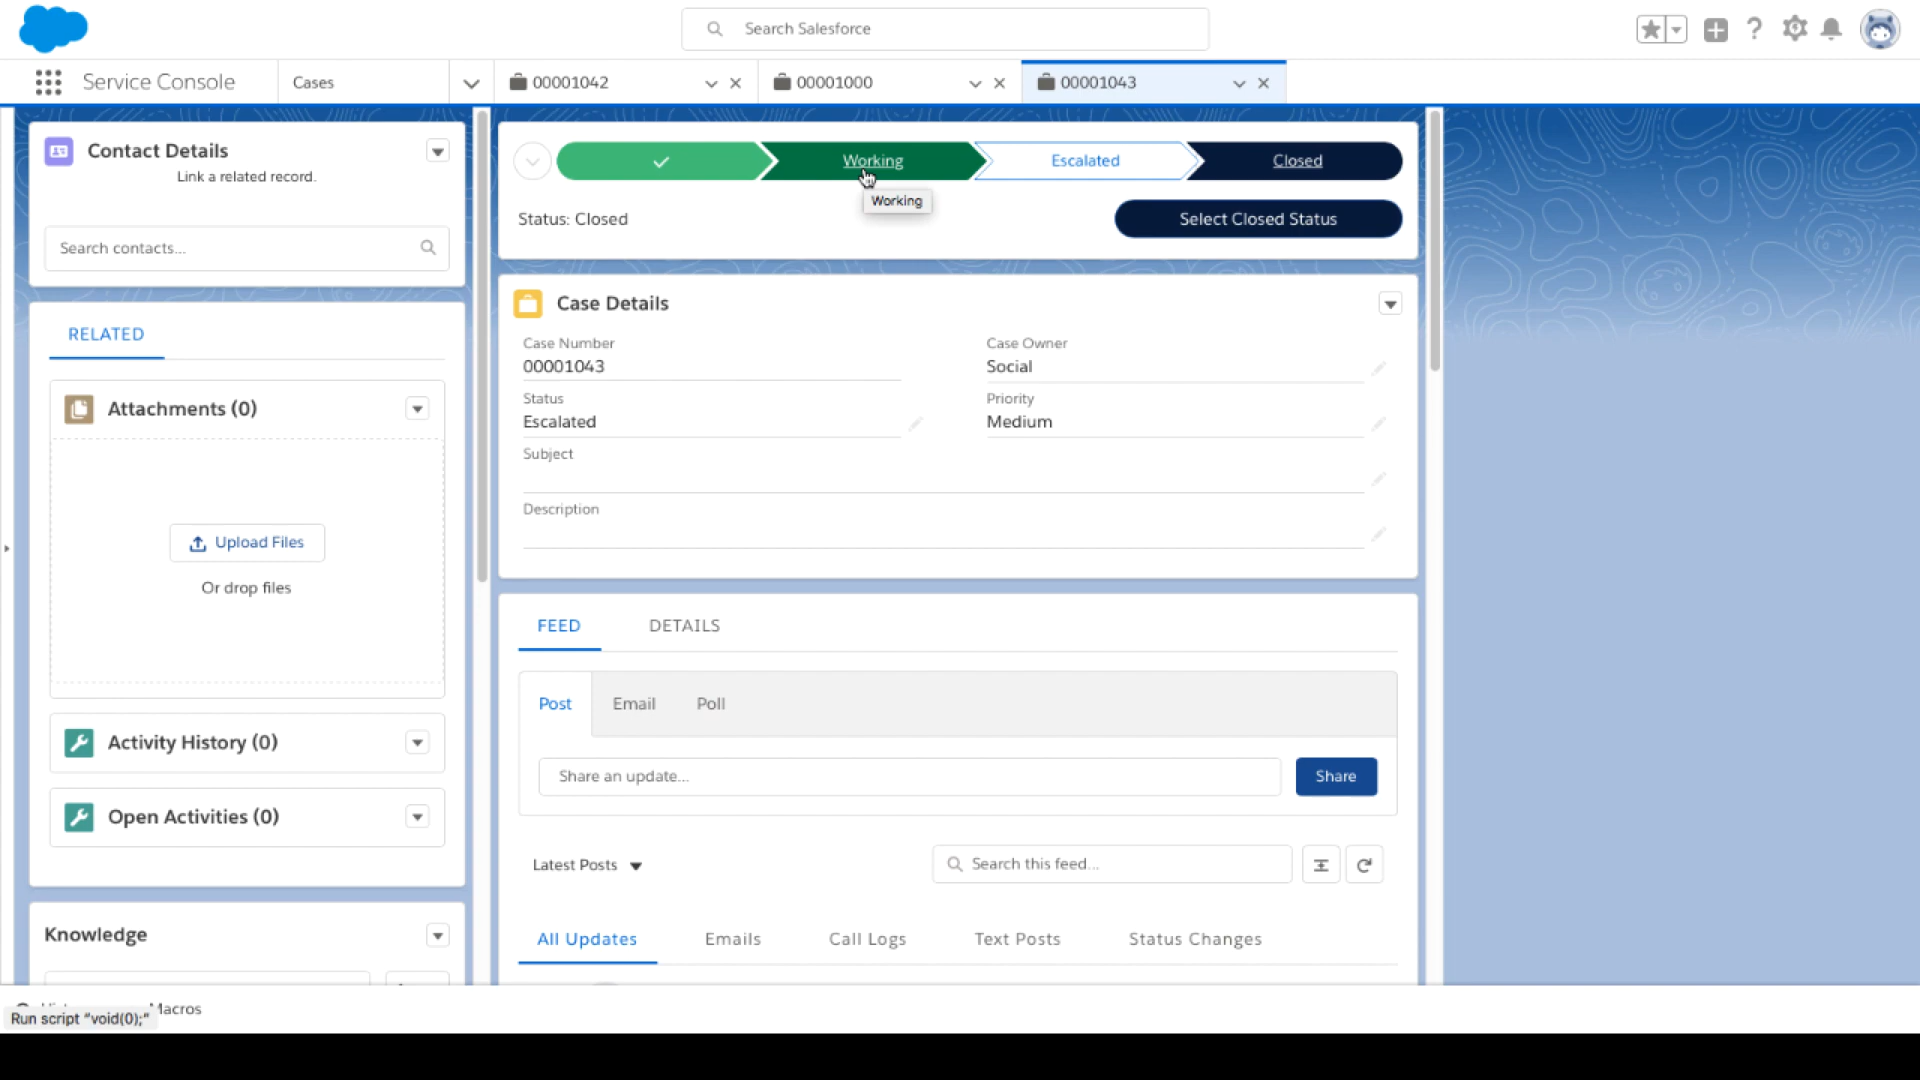 Search Salesforce
Service Console
Cases
00001042
00001000
00001043
Contact Details
Link a related record.
Search contacts...
RELATED
Attachments (0)
Upload Files
Or drop files
Activity History (0)
Open Activities (0)
Knowledge
Working
Escalated
Closed
Working
Status: Closed
Select Closed Status
Case Details
Case Number
00001043
Case Owner
Social
Status
Escalated
Priority
Medium
Subject
Description
FEED
DETAILS
Post
Email
Poll
Share an update...
Share
Latest Posts
Search this feed...
All Updates
Emails
Call Logs
Text Posts
Status Changes
Macros
Run script "void(0);"